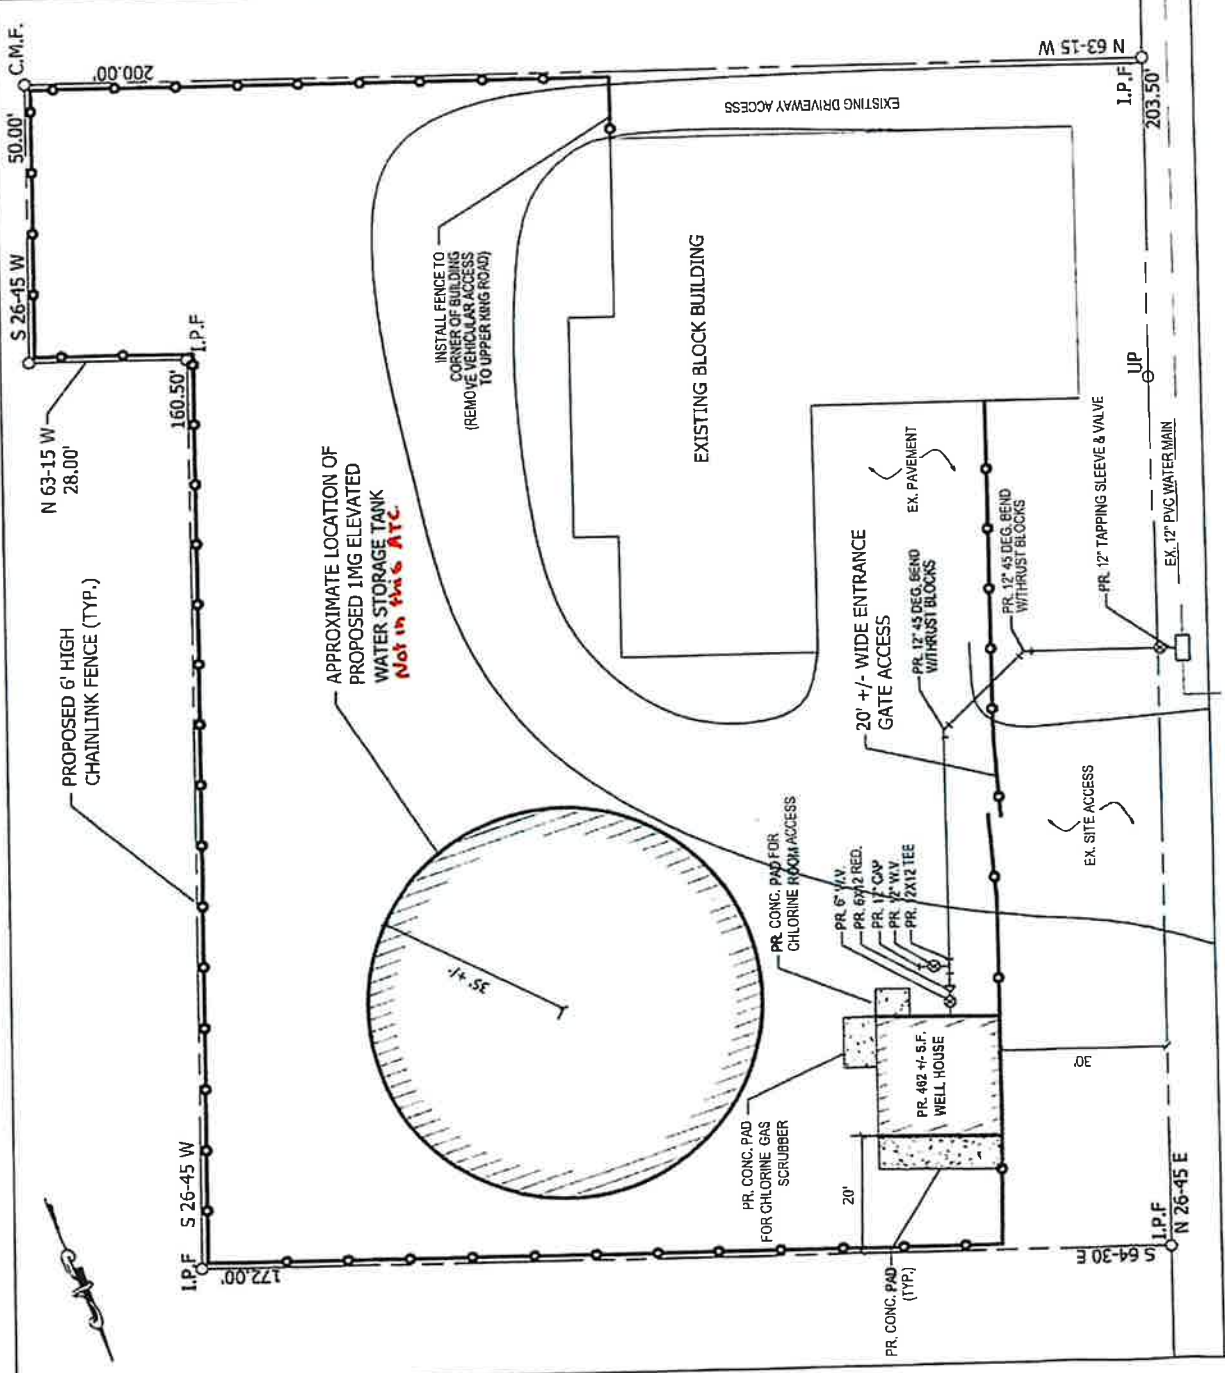 C.M.F.
50.00'
S 26-45 W
200.00'
N 63-15 W
28.00'
I.P.F
160.50'
PROPOSED 6' HIGH
CHAINLINK FENCE (TYP.)
INSTALL FENCE TO
CORNER OF BUILDING
(REMOVE VEHICULAR ACCESS
TO UPPER KING ROAD)
EXISTING DRIVEWAY ACCESS
N 63-15 W
I.P.F
203.50'
APPROXIMATE LOCATION OF
PROPOSED 1MG ELEVATED
WATER STORAGE TANK
Not in this ATC.
EXISTING BLOCK BUILDING
UP
EX. PAVEMENT
20' +/- WIDE ENTRANCE
GATE ACCESS
PR. 12" 45 DEG. BEND
W/THRUST BLOCKS
PR. 12" 45 DEG. BEND
W/THRUST BLOCKS
PR. 12" TAPPING SLEEVE & VALVE
EX. 12" PVC WATER MAIN
35' +/-
PR. CONC. PAD FOR
CHLORINE ROOM ACCESS
PR. 6" W.V.
PR. 6X12 RED.
PR. 12" CAP
PR. 12" W.V.
PR. 12X12 TEE
EX. SITE ACCESS
PR. CONC. PAD
FOR CHLORINE GAS
SCRUBBER
PR. 462 +/- S.F.
WELL HOUSE
30'
20'
I.P.F
S 26-45 W
172.00'
PR. CONC. PAD
(TYP.)
S 64-30 E
I.P.F
N 26-45 E